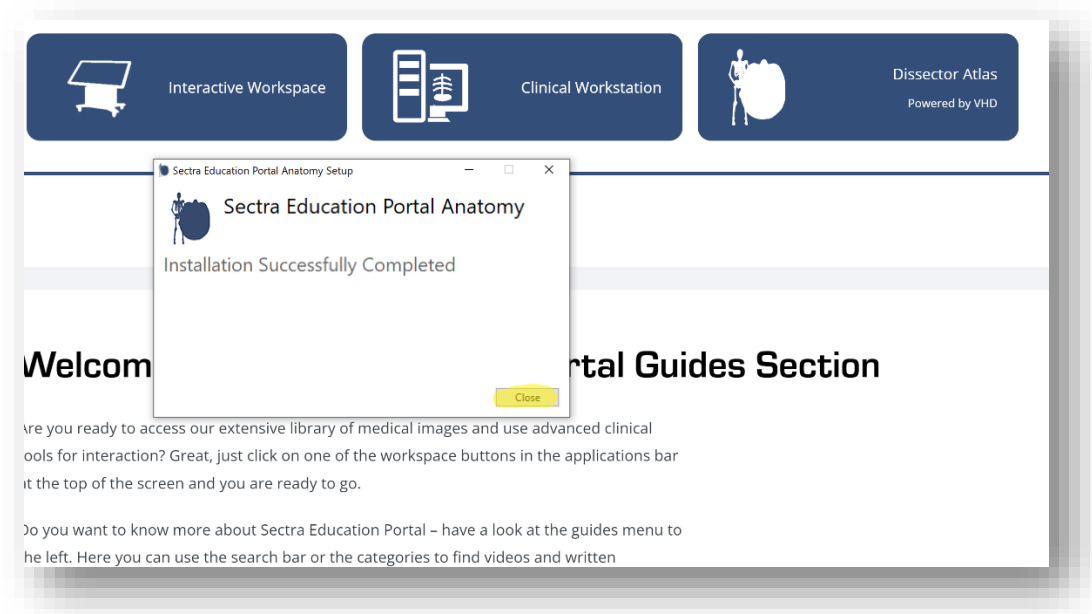 Interactive Workspace
Clinical Workstation
Dissector Atlas
Powered by VHD
Sectra Education Portal Anatomy Setup
Sectra Education Portal Anatomy
Installation Successfully Completed
Close
Welcom rtal Guides Section
Are you ready to access our extensive library of medical images and use advanced clinical
ools for interaction? Great, just click on one of the workspace buttons in the applications bar
at the top of the screen and you are ready to go.
Do you want to know more about Sectra Education Portal – have a look at the guides menu to
he left. Here you can use the search bar or the categories to find videos and written